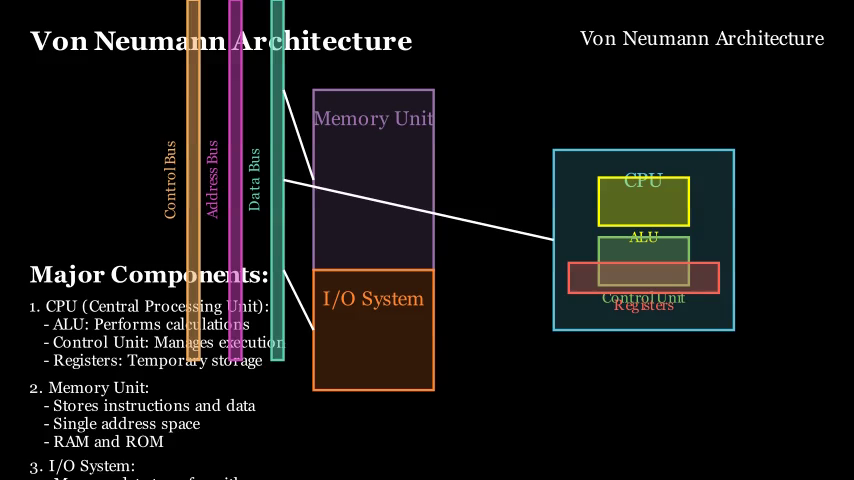 Von Neumann Architecture
Von Neumann Architecture
Control Bus
Address Bus
Data Bus
Memory Unit
I/O System
CPU
ALU
Control Unit
Registers
Major Components:
1. CPU (Central Processing Unit):
- ALU: Performs calculations
- Control Unit: Manages execution
- Registers: Temporary storage
2. Memory Unit:
- Stores instructions and data
- Single address space
- RAM and ROM
3. I/O System: